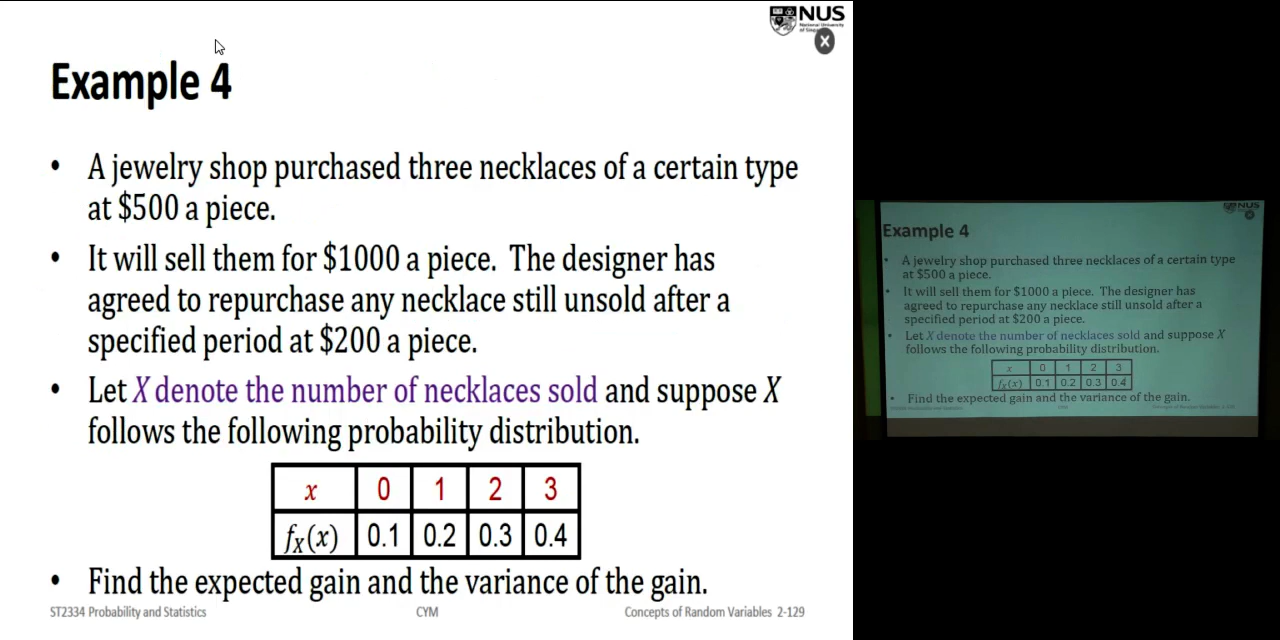 NUS
National University
of Singapore
Example 4
• A jewelry shop purchased three necklaces of a certain type
at $500 a piece.
• It will sell them for $1000 a piece. The designer has
agreed to repurchase any necklace still unsold after a
specified period at $200 a piece.
• Let X denote the number of necklaces sold and suppose X
follows the following probability distribution.
x 0 1 2 3
fX(x) 0.1 0.2 0.3 0.4
• Find the expected gain and the variance of the gain.
ST2334 Probability and Statistics CYM Concepts of Random Variables 2-129
NUS
Example 4
• A jewelry shop purchased three necklaces of a certain type
at $500 a piece.
• It will sell them for $1000 a piece. The designer has
agreed to repurchase any necklace still unsold after a
specified period at $200 a piece.
• Let X denote the number of necklaces sold and suppose X
follows the following probability distribution.
x 0 1 2 3
fX(x) 0.1 0.2 0.3 0.4
• Find the expected gain and the variance of the gain.
CYM